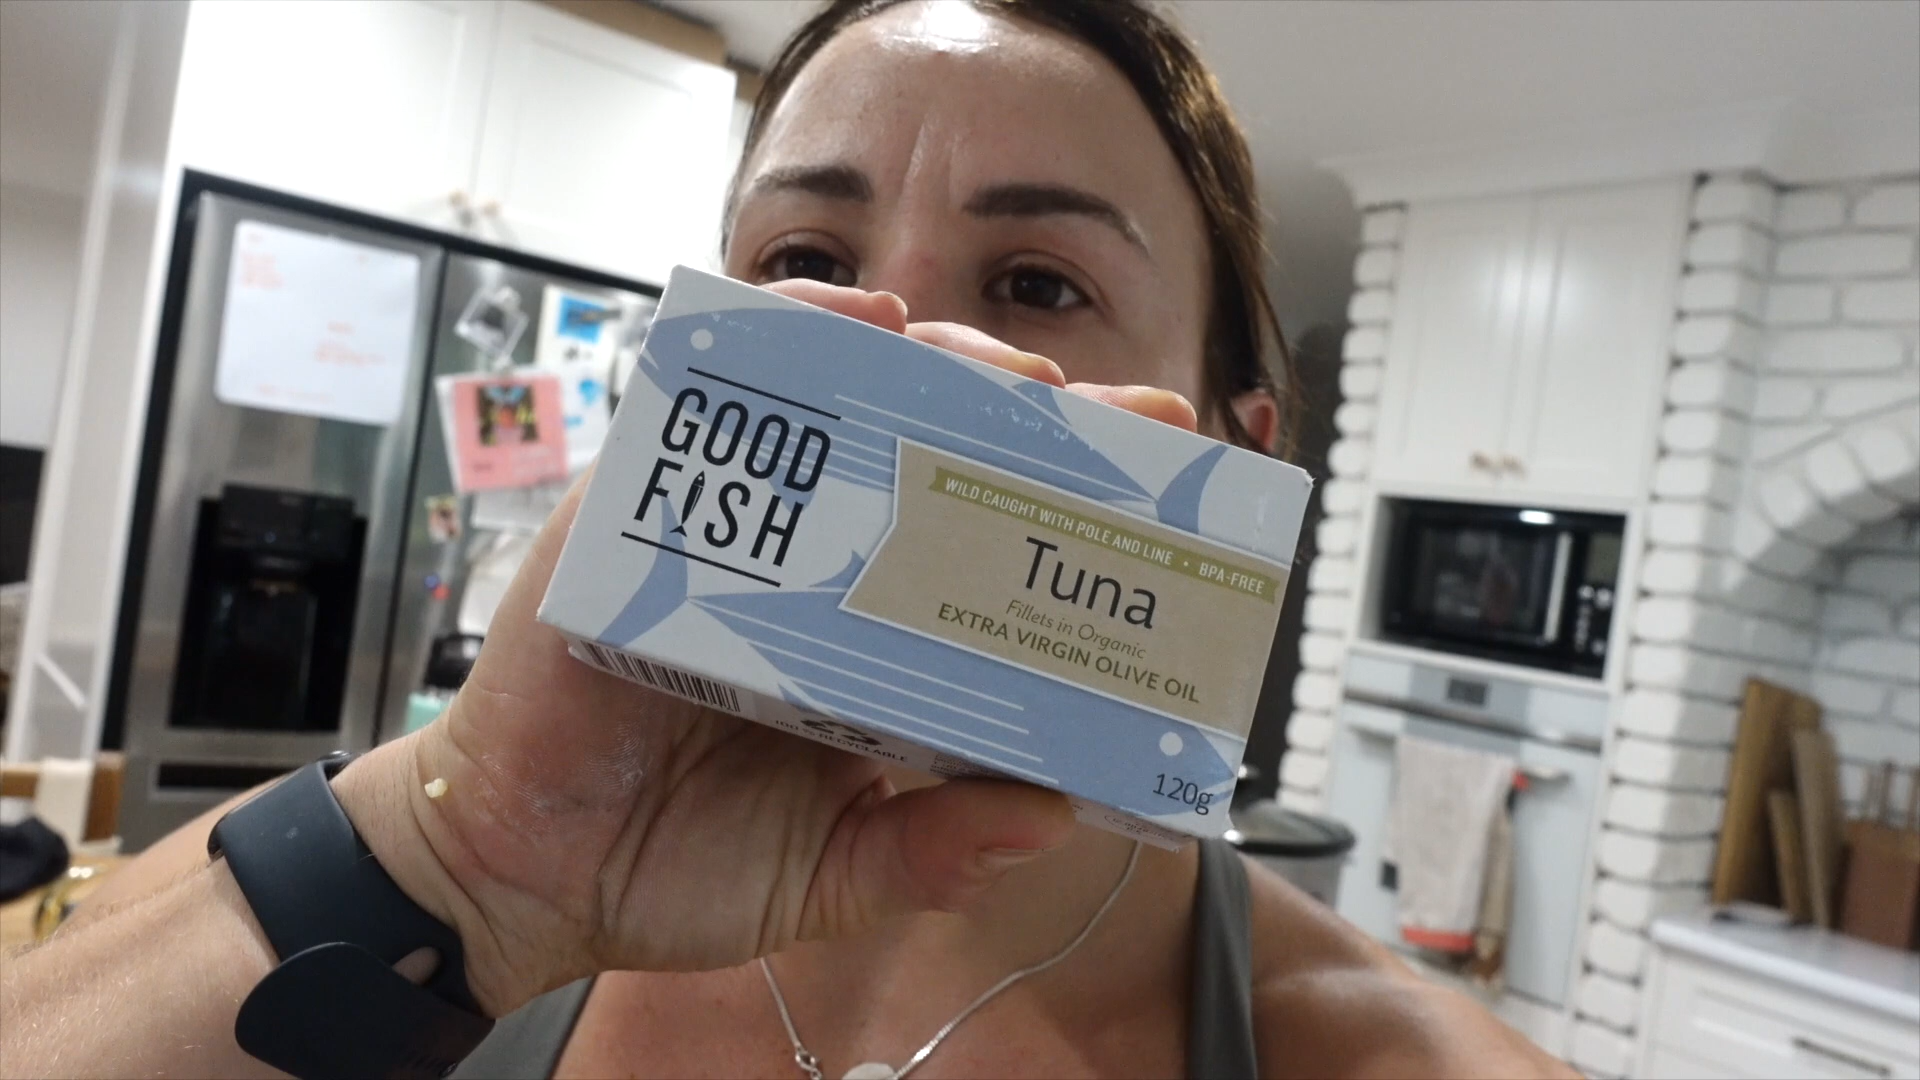 GOOD
FISH
WILD CAUGHT WITH POLE AND LINE • BPA-FREE
Tuna
Fillets in Organic
EXTRA VIRGIN OLIVE OIL
120g
100% RECYCLABLE